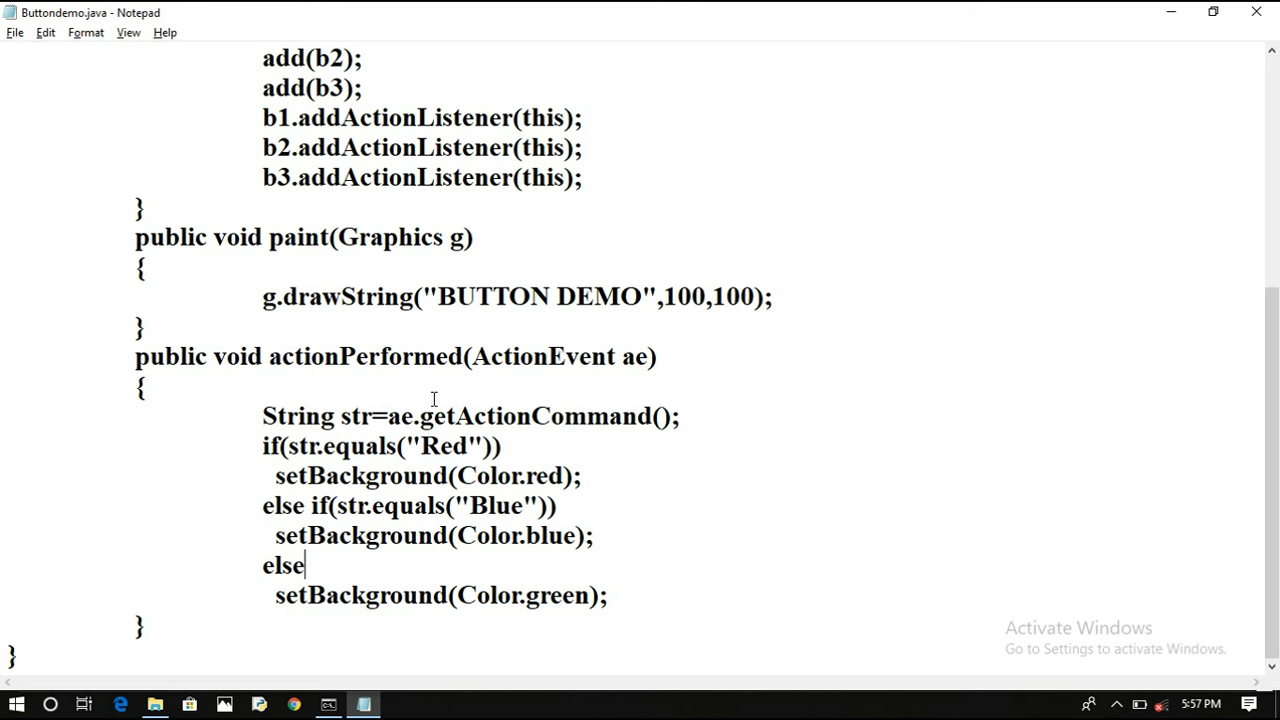 Buttondemo.java - Notepad
File Edit Format View Help
add(b2);
add(b3);
b1.addActionListener(this);
b2.addActionListener(this);
b3.addActionListener(this);
}
public void paint(Graphics g)
{
g.drawString("BUTTON DEMO",100,100);
}
public void actionPerformed(ActionEvent ae)
{
String str=ae.getActionCommand();
if(str.equals("Red"))
setBackground(Color.red);
else if(str.equals("Blue"))
setBackground(Color.blue);
else
setBackground(Color.green);
}
}
Activate Windows
Go to Settings to activate Windows.
5:57 PM